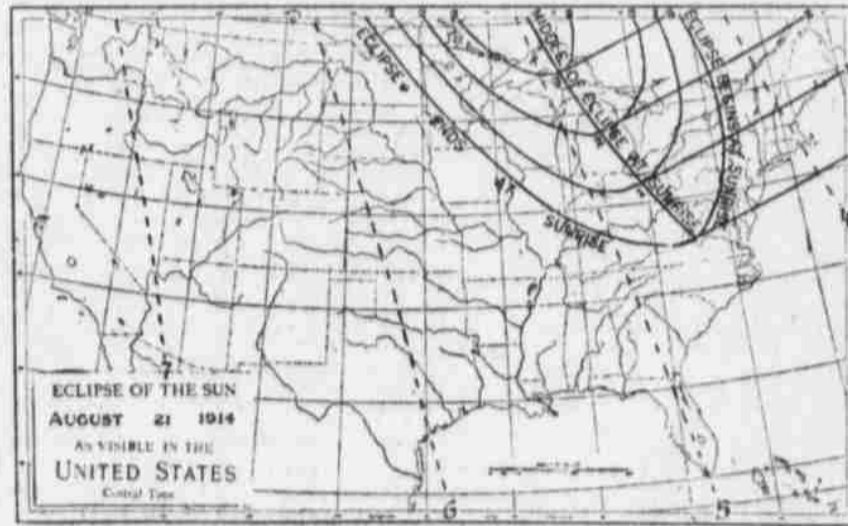 ECLIPSE
ENDS
SUNRISE
MIDDLE OF ECLIPSE AT SUNRISE
ECLIPSE BEGINS AT SUNRISE
7
6
5
ECLIPSE OF THE SUN
AUGUST 21 1914
AS VISIBLE IN THE
UNITED STATES
Central Time